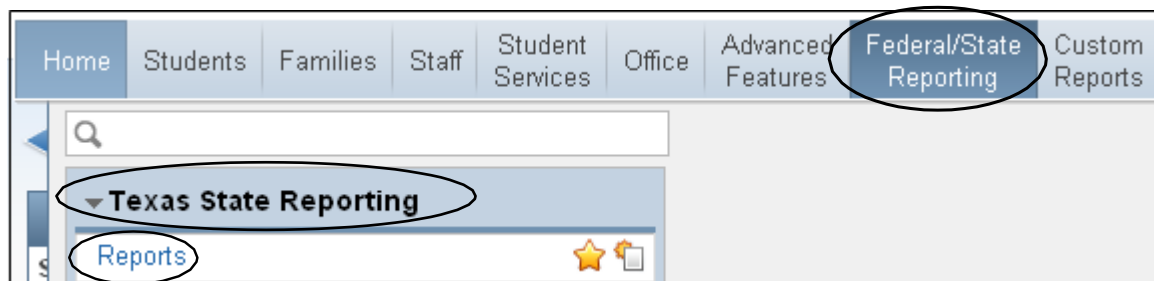 Home Students Families Staff Student Services Office Advanced Features Federal/State Reporting Custom Reports
Texas State Reporting
Reports
S